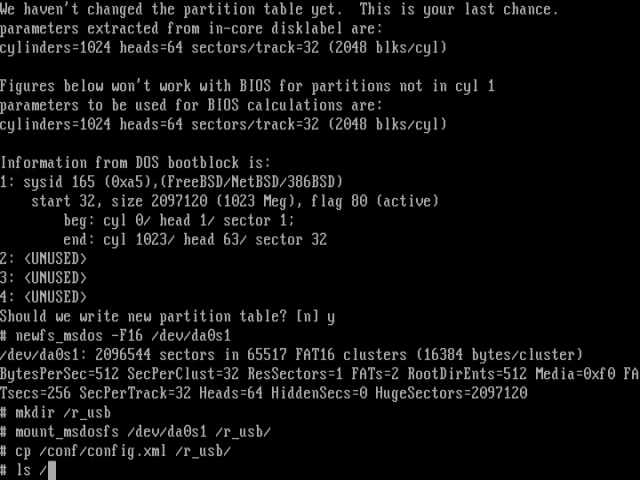 We haven't changed the partition table yet.  This is your last chance.
parameters extracted from in-core disklabel are:
cylinders=1024 heads=64 sectors/track=32 (2048 blks/cyl)

Figures below won't work with BIOS for partitions not in cyl 1
parameters to be used for BIOS calculations are:
cylinders=1024 heads=64 sectors/track=32 (2048 blks/cyl)

Information from DOS bootblock is:
1: sysid 165 (0xa5),(FreeBSD/NetBSD/386BSD)
    start 32, size 2097120 (1023 Meg), flag 80 (active)
        beg: cyl 0/ head 1/ sector 1;
        end: cyl 1023/ head 63/ sector 32
2: <UNUSED>
3: <UNUSED>
4: <UNUSED>
Should we write new partition table? [n] y
# newfs_msdos -F16 /dev/da0s1
/dev/da0s1: 2096544 sectors in 65517 FAT16 clusters (16384 bytes/cluster)
BytesPerSec=512 SecPerClust=32 ResSectors=1 FATs=2 RootDirEnts=512 Media=0xf0 FA
Tsecs=256 SecPerTrack=32 Heads=64 HiddenSecs=0 HugeSectors=2097120
# mkdir /r_usb
# mount_msdosfs /dev/da0s1 /r_usb/
# cp /conf/config.xml /r_usb/
# ls /